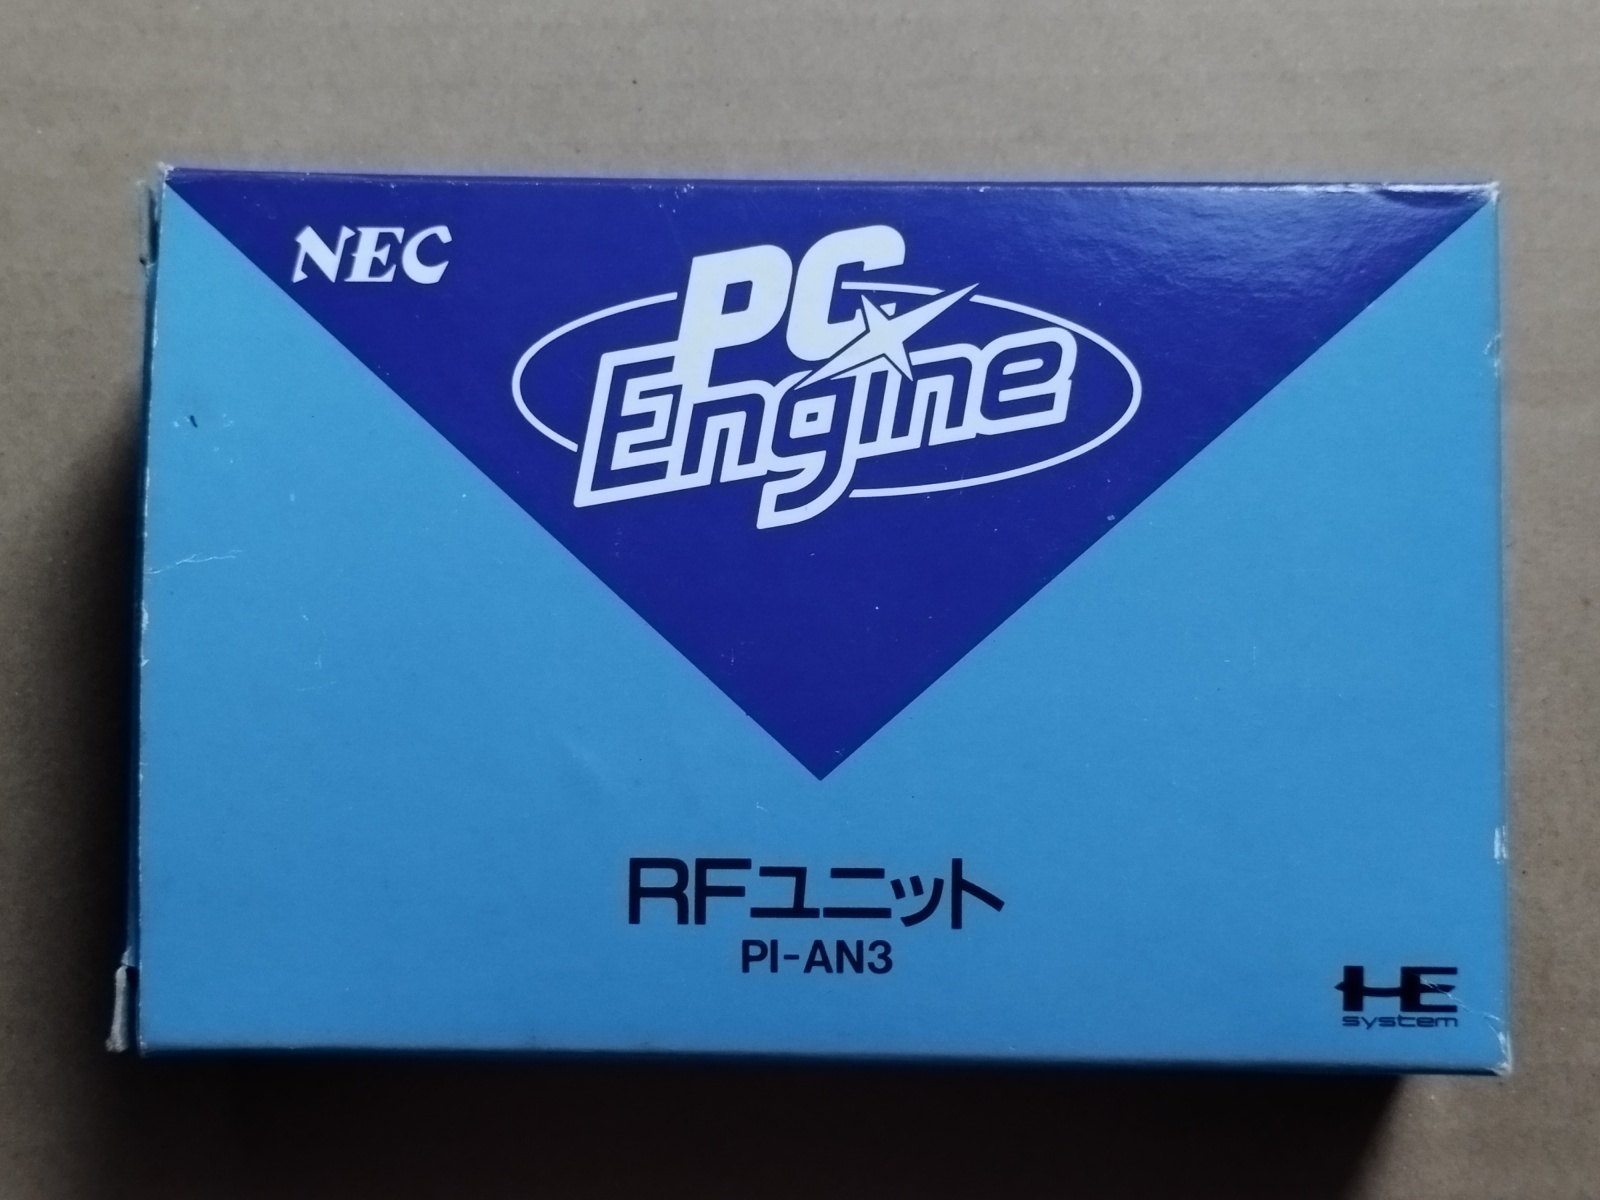 NEC
PC
Engine
RFユニット
PI-AN3
HE
system